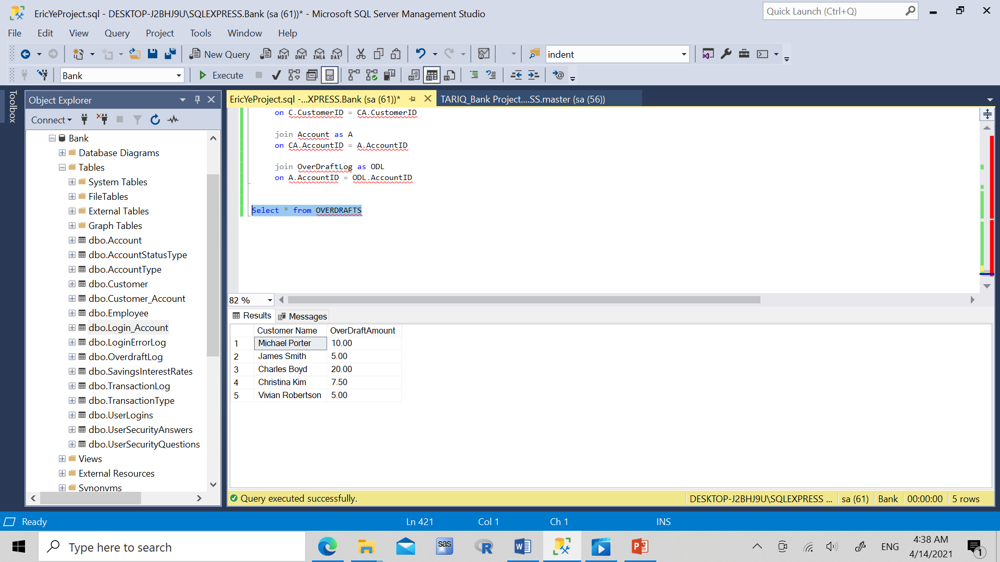 EricYeProject.sql - DESKTOP-J2BHJ9U\SQLEXPRESS.Bank (sa (61))* - Microsoft SQL Server Management Studio
Quick Launch (Ctrl+Q)
File Edit View Query Project Tools Window Help
New Query MDX DMX XMLA DAX indent
Bank Execute
Toolbox
Object Explorer
Connect
Bank
Database Diagrams
Tables
System Tables
FileTables
External Tables
Graph Tables
dbo.Account
dbo.AccountStatusType
dbo.AccountType
dbo.Customer
dbo.Customer_Account
dbo.Employee
dbo.Login_Account
dbo.LoginErrorLog
dbo.OverdraftLog
dbo.SavingsInterestRates
dbo.TransactionLog
dbo.TransactionType
dbo.UserLogins
dbo.UserSecurityAnswers
dbo.UserSecurityQuestions
Views
External Resources
Synonyms
EricYeProject.sql -...XPRESS.Bank (sa (61))* TARIQ_Bank Project....SS.master (sa (56))
on C.CustomerID = CA.CustomerID
join Account as A
on CA.AccountID = A.AccountID
join OverDraftLog as ODL
on A.AccountID = ODL.AccountID
Select * from OVERDRAFTS
82 %
Results Messages
Customer Name OverDraftAmount
1 Michael Porter 10.00
2 James Smith 5.00
3 Charles Boyd 20.00
4 Christina Kim 7.50
5 Vivian Robertson 5.00
Query executed successfully. DESKTOP-J2BHJ9U\SQLEXPRESS ... sa (61) Bank 00:00:00 5 rows
Ready Ln 421 Col 1 Ch 1 INS
Type here to search
sas
R
W
P
ENG
4:38 AM
4/14/2021
1